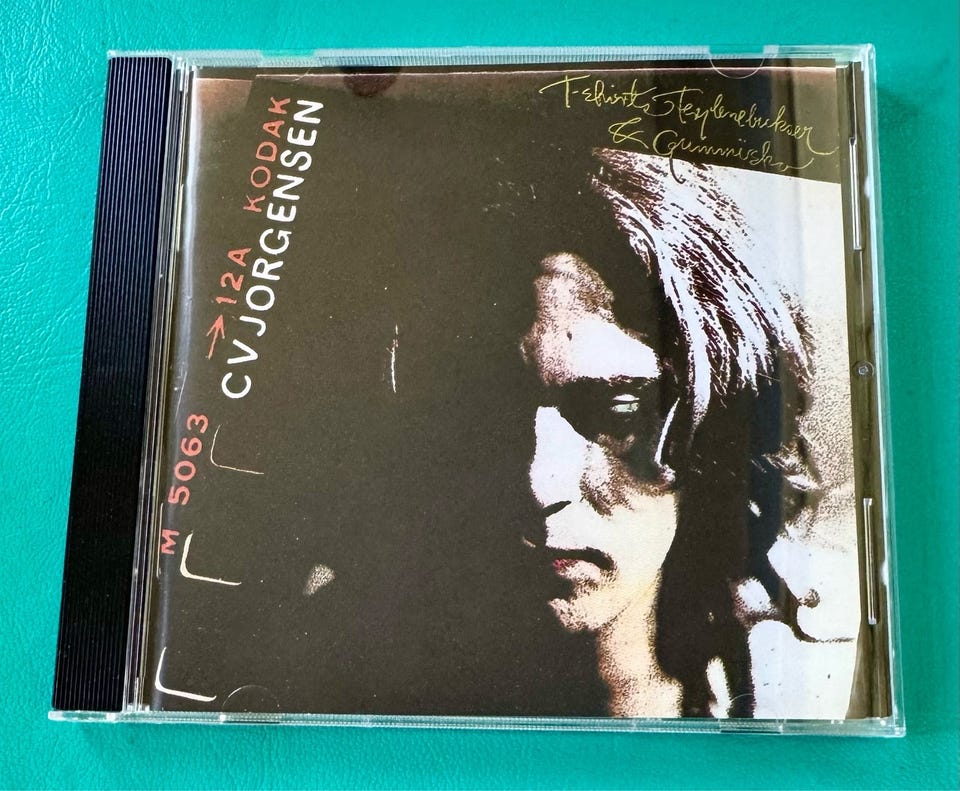 T-shirts, Terylenebukser
& Gummisko
→ 12A KODAK
CV JORGENSEN
M 5063